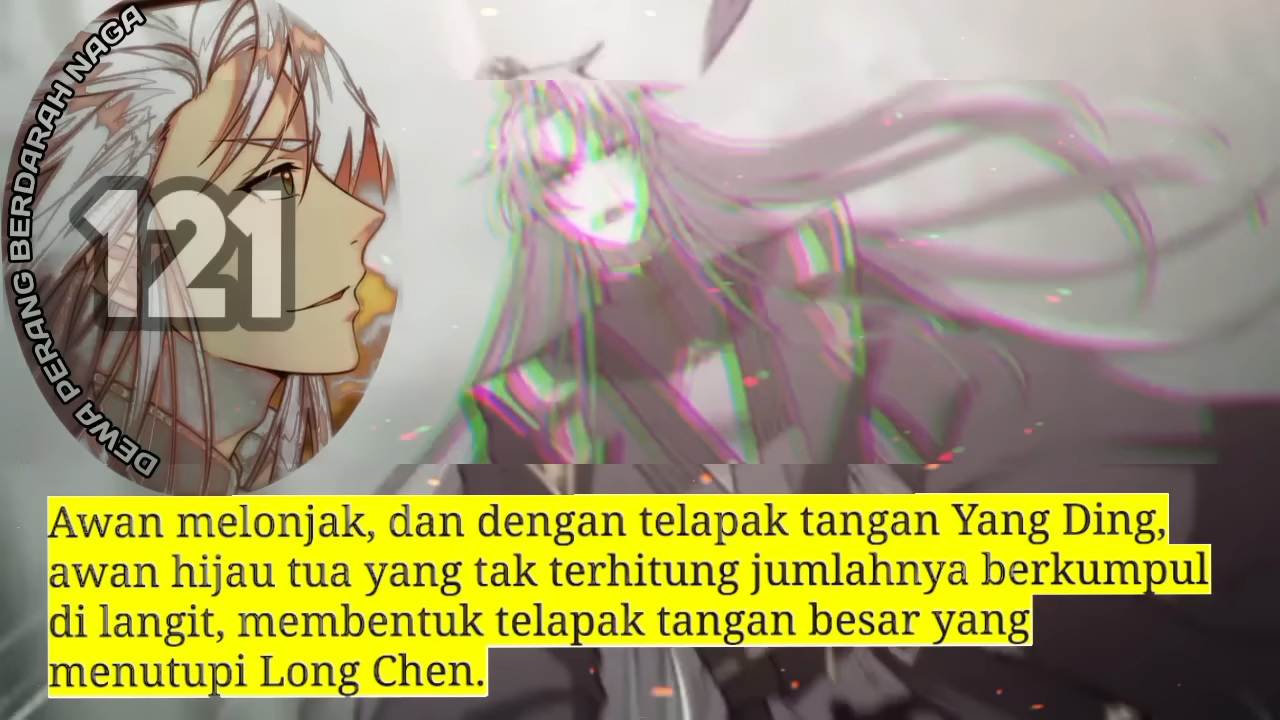 DEWA PERANG BERDARAH NAGA
121
Awan melonjak, dan dengan telapak tangan Yang Ding,
awan hijau tua yang tak terhitung jumlahnya berkumpul
di langit, membentuk telapak tangan besar yang
menutupi Long Chen.